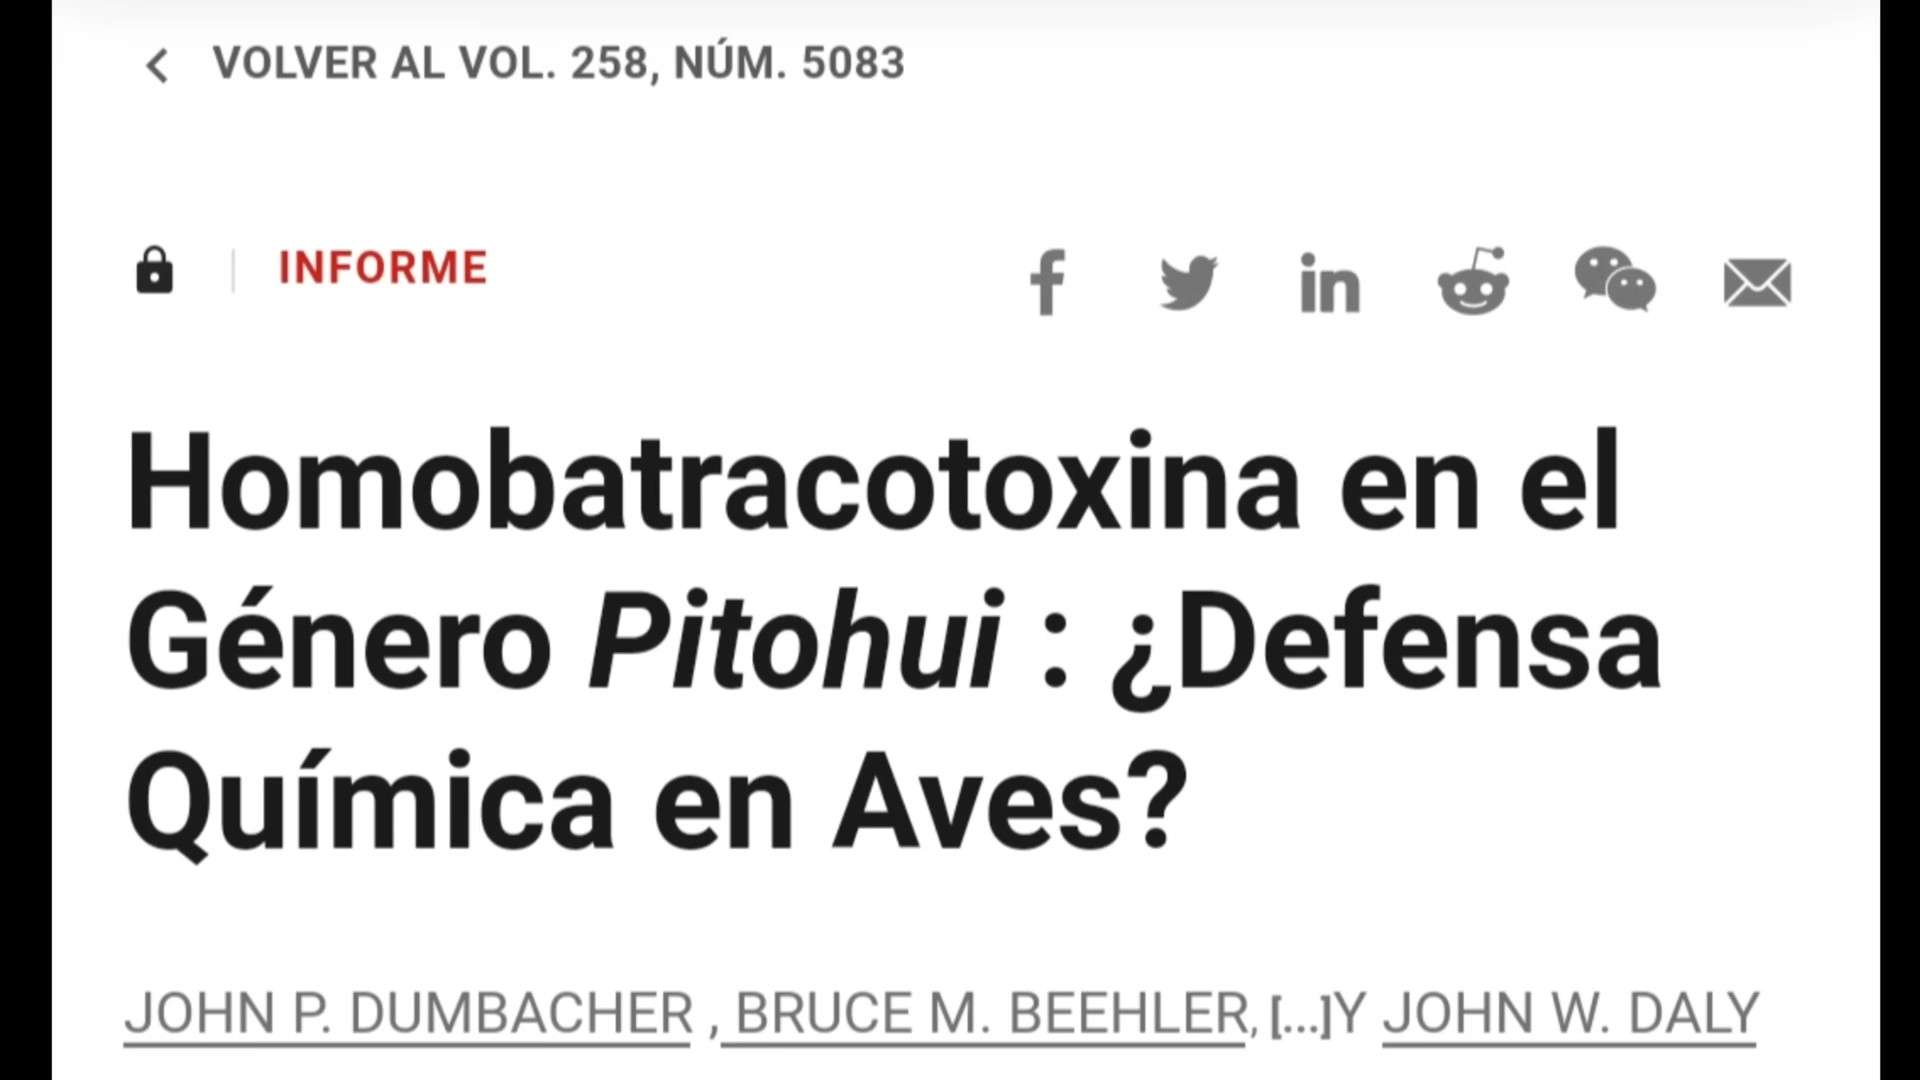 VOLVER AL VOL. 258, NÚM. 5083
INFORME
Homobatracotoxina en el
Género Pitohui : ¿Defensa
Química en Aves?
JOHN P. DUMBACHER , BRUCE M. BEEHLER, [...]Y JOHN W. DALY